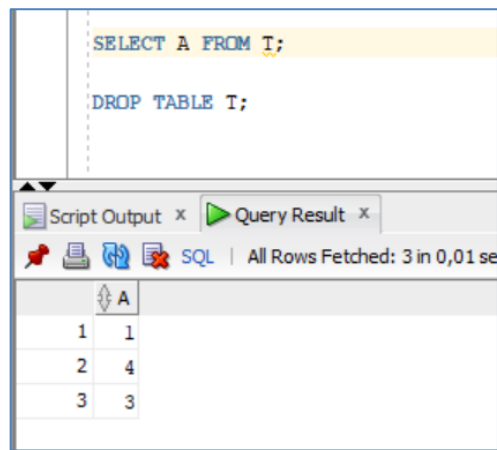 SELECT A FROM T;
DROP TABLE T;
Script Output x Query Result x
SQL | All Rows Fetched: 3 in 0,01 se
A
1 1
2 4
3 3